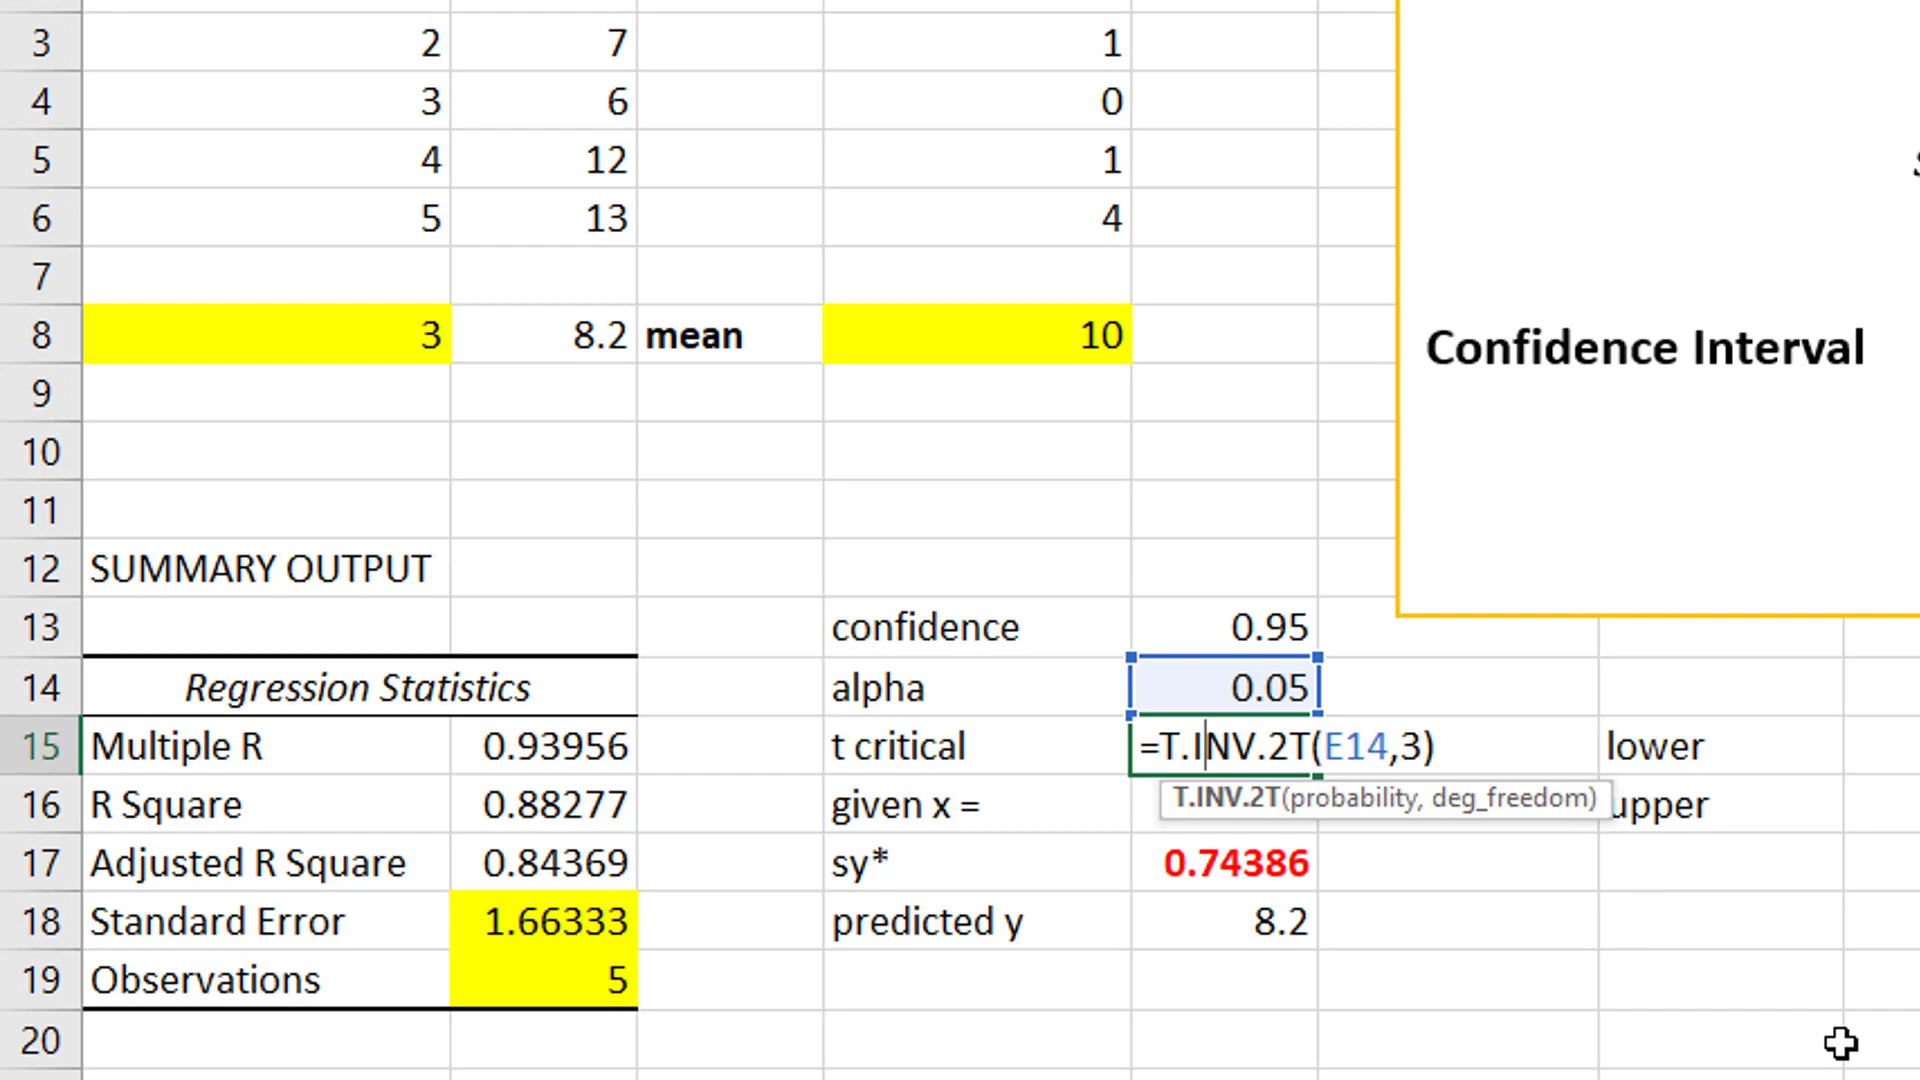 3 2 7 1
4 3 6 0
5 4 12 1
6 5 13 4
7
8 3 8.2 mean 10
Confidence Interval
9
10
11
12 SUMMARY OUTPUT
13 confidence 0.95
14 Regression Statistics alpha 0.05
15 Multiple R 0.93956 t critical =T.INV.2T(E14,3) lower
T.INV.2T(probability, deg_freedom)
16 R Square 0.88277 given x = upper
17 Adjusted R Square 0.84369 sy* 0.74386
18 Standard Error 1.66333 predicted y 8.2
19 Observations 5
20